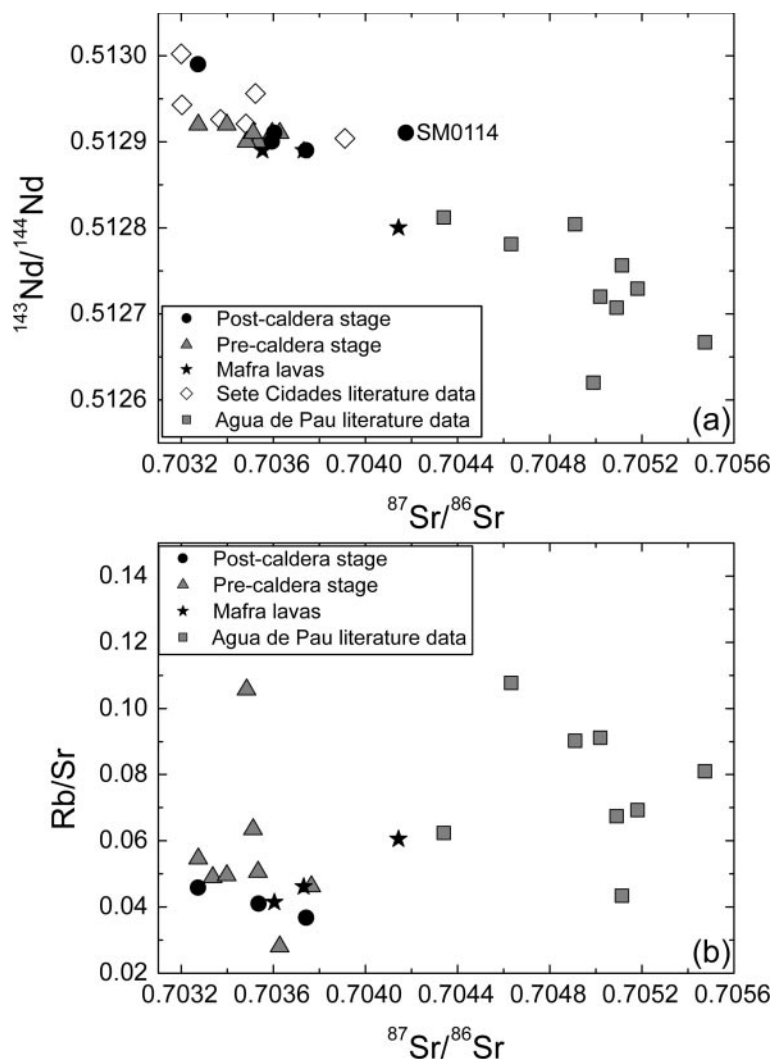 0.5130
0.5129
SM0114
0.5128
0.5127
0.5126
¹⁴³Nd/¹⁴⁴Nd
Post-caldera stage
Pre-caldera stage
Mafra lavas
Sete Cidades literature data
Agua de Pau literature data
(a)
0.7032 0.7036 0.7040 0.7044 0.7048 0.7052 0.7056
⁸⁷Sr/⁸⁶Sr
0.14
0.12
0.10
0.08
0.06
0.04
0.02
Rb/Sr
Post-caldera stage
Pre-caldera stage
Mafra lavas
Agua de Pau literature data
(b)
0.7032 0.7036 0.7040 0.7044 0.7048 0.7052 0.7056
⁸⁷Sr/⁸⁶Sr